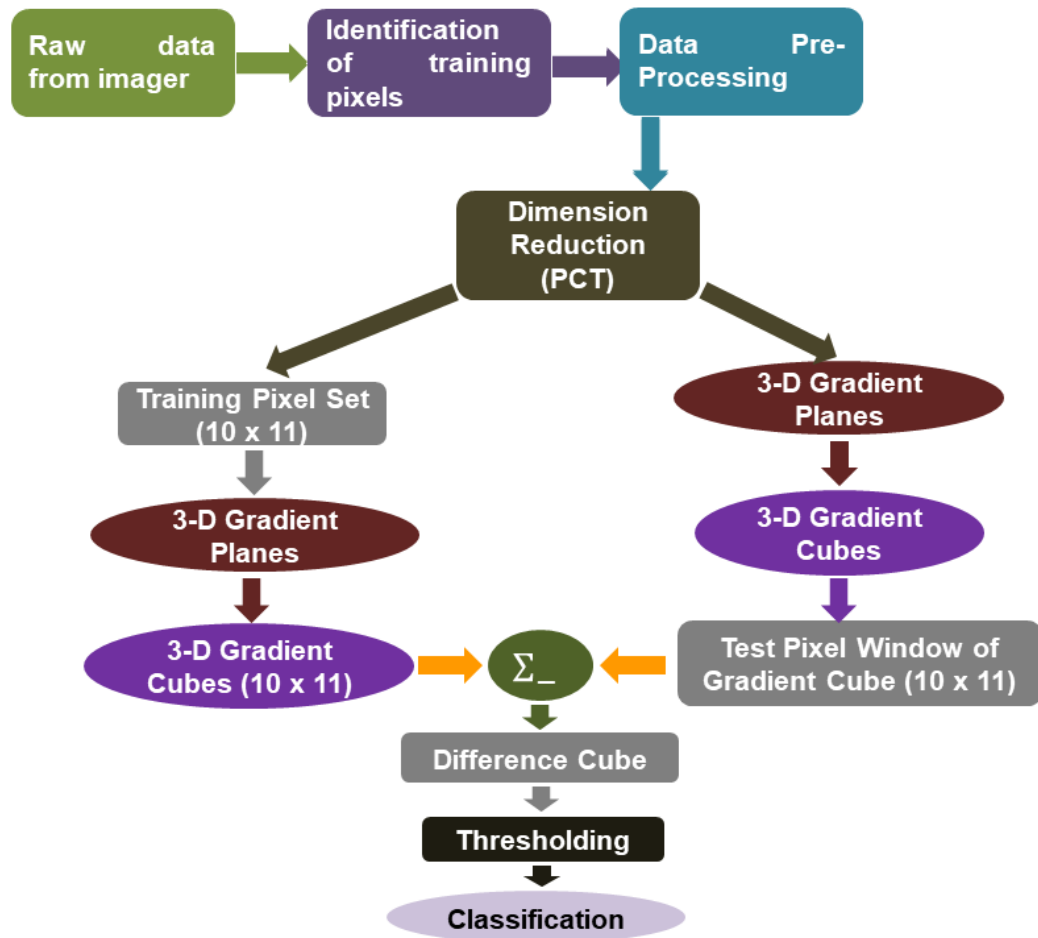 Raw data
from imager
Identification
of training
pixels
Data Pre-
Processing
Dimension
Reduction
(PCT)
Training Pixel Set
(10 x 11)
3-D Gradient
Planes
3-D Gradient
Planes
3-D Gradient
Cubes
3-D Gradient
Cubes (10 x 11)
Σ_
Test Pixel Window of
Gradient Cube (10 x 11)
Difference Cube
Thresholding
Classification